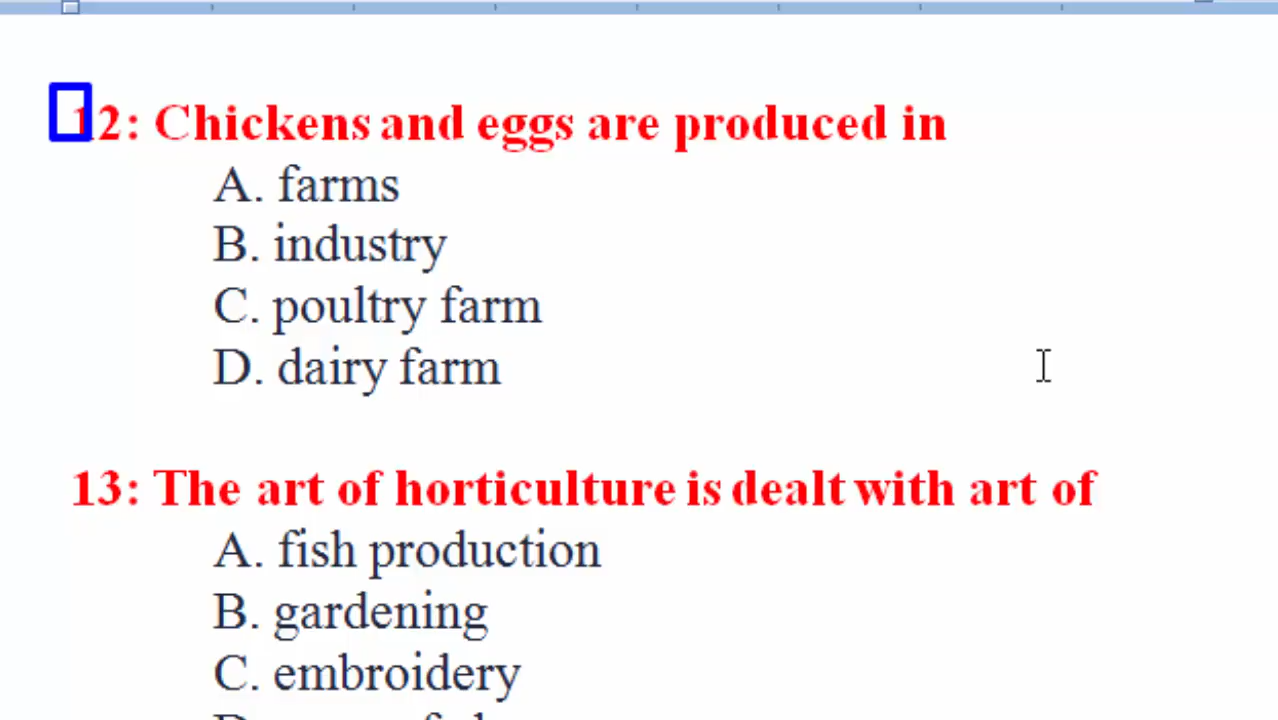 12: Chickens and eggs are produced in
A. farms
B. industry
C. poultry farm
D. dairy farm
13: The art of horticulture is dealt with art of
A. fish production
B. gardening
C. embroidery